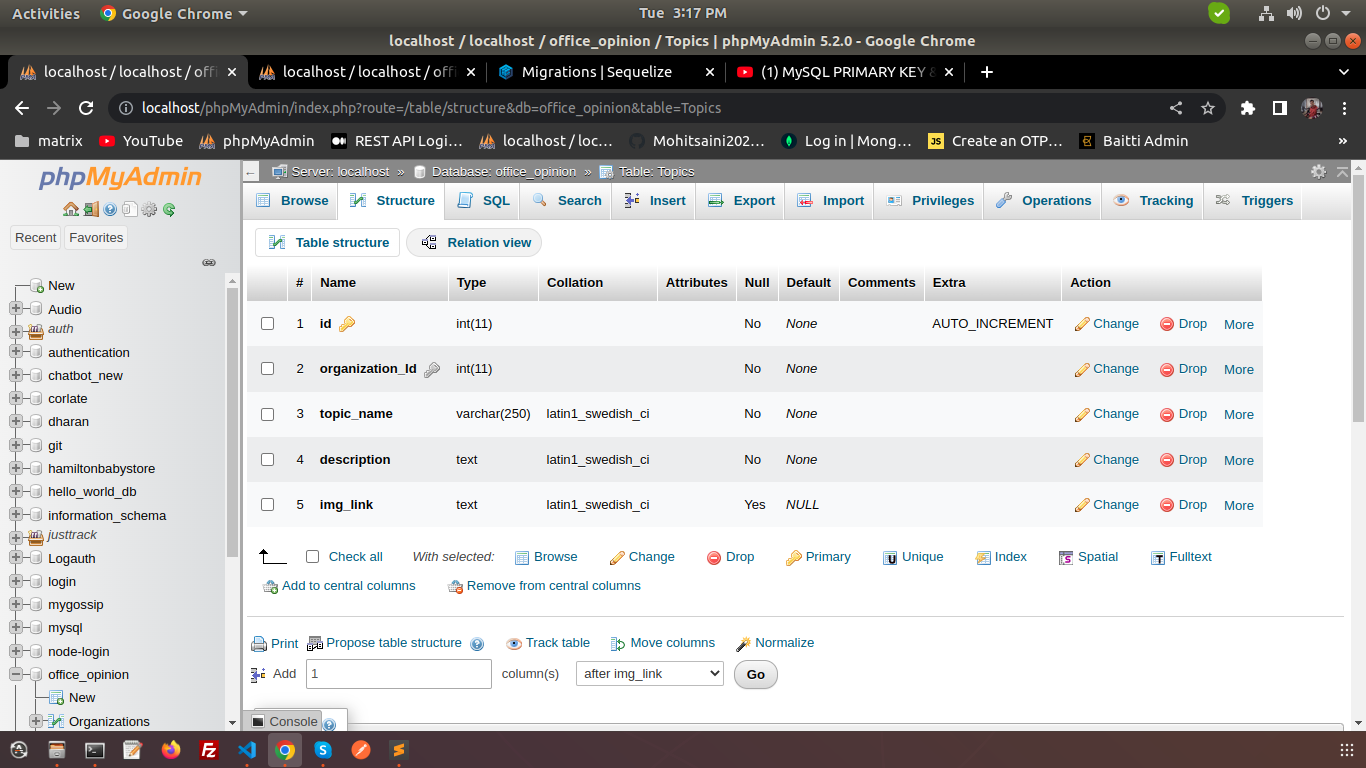 Activities Google Chrome Tue 3:17 PM
localhost / localhost / office_opinion / Topics | phpMyAdmin 5.2.0 - Google Chrome
localhost / localhost / offi localhost / localhost / offi Migrations | Sequelize (1) MySQL PRIMARY KEY &
localhost/phpMyAdmin/index.php?route=/table/structure&db=office_opinion&table=Topics
matrix YouTube phpMyAdmin REST API Logi... localhost / loc... Mohitsaini202... Log in | Mong... JS Create an OTP... Baitti Admin »
phpMyAdmin
Recent Favorites
New
Audio
auth
authentication
chatbot_new
corlate
dharan
git
hamiltonbabystore
hello_world_db
information_schema
justtrack
Logauth
login
mygossip
mysql
node-login
office_opinion
New
Organizations
Server: localhost » Database: office_opinion » Table: Topics
Browse Structure SQL Search Insert Export Import Privileges Operations Tracking Triggers
Table structure Relation view
# Name Type Collation Attributes Null Default Comments Extra Action
1 id int(11) No None AUTO_INCREMENT Change Drop More
2 organization_Id int(11) No None Change Drop More
3 topic_name varchar(250) latin1_swedish_ci No None Change Drop More
4 description text latin1_swedish_ci No None Change Drop More
5 img_link text latin1_swedish_ci Yes NULL Change Drop More
Check all With selected: Browse Change Drop Primary Unique Index Spatial Fulltext
Add to central columns Remove from central columns
Print Propose table structure Track table Move columns Normalize
Add 1 column(s) after img_link Go
Console